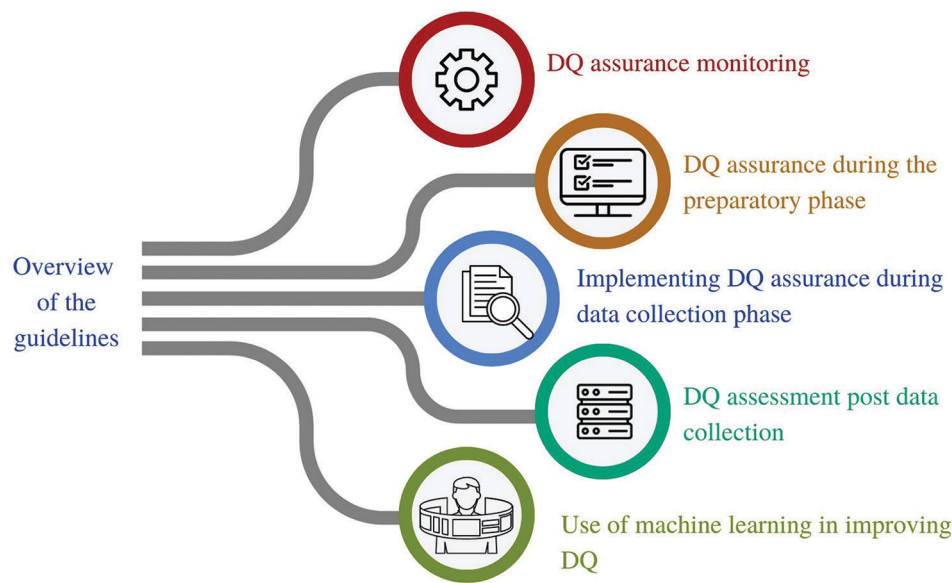 Overview
of the
guidelines
DQ assurance monitoring
DQ assurance during the
preparatory phase
Implementing DQ assurance during
data collection phase
DQ assessment post data
collection
Use of machine learning in improving
DQ